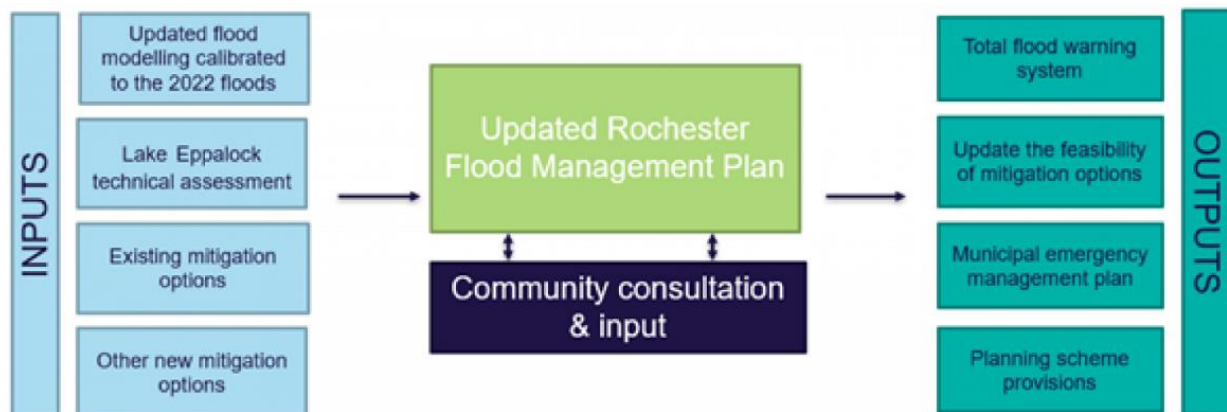 INPUTS
Updated flood
modelling calibrated
to the 2022 floods
Lake Eppalock
technical assessment
Existing mitigation
options
Other new mitigation
options
Updated Rochester
Flood Management Plan
Community consultation
& input
Total flood warning
system
Update the feasibility
of mitigation options
Municipal emergency
management plan
Planning scheme
provisions
OUTPUTS